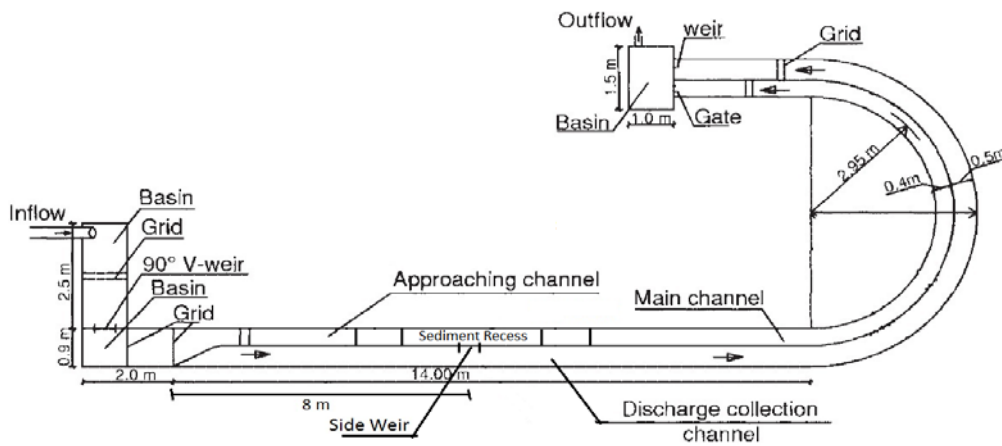 Outflow
weir
Grid
1.5 m
1.0 m
Basin
Gate
2.95 m
0.4m
0.5m
Inflow
Basin
Grid
90° V-weir
Basin
Grid
2.5 m
0.9 m
Approaching channel
Main channel
Sediment Recess
2.0 m
14.00 m
8 m
Side Weir
Discharge collection
channel